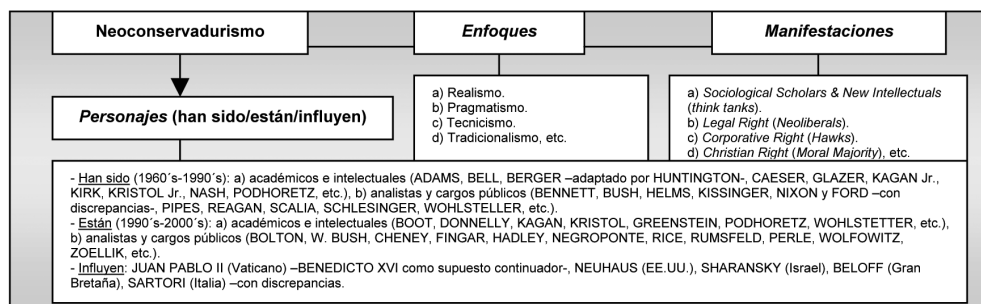 Neoconservadurismo
Enfoques
Manifestaciones
Personajes (han sido/están/influyen)
a) Realismo.
b) Pragmatismo.
c) Tecnicismo.
d) Tradicionalismo, etc.
a) Sociological Scholars & New Intellectuals
(think tanks).
b) Legal Right (Neoliberals).
c) Corporative Right (Hawks).
d) Christian Right (Moral Majority), etc.
- Han sido (1960´s-1990´s): a) académicos e intelectuales (ADAMS, BELL, BERGER –adaptado por HUNTINGTON-, CAESER, GLAZER, KAGAN Jr.,
KIRK, KRISTOL Jr., NASH, PODHORETZ, etc.), b) analistas y cargos públicos (BENNETT, BUSH, HELMS, KISSINGER, NIXON y FORD –con
discrepancias-, PIPES, REAGAN, SCALIA, SCHLESINGER, WOHLSTELLER, etc.).
- Están (1990´s-2000´s): a) académicos e intelectuales (BOOT, DONNELLY, KAGAN, KRISTOL, GREENSTEIN, PODHORETZ, WOHLSTETTER, etc.),
b) analistas y cargos públicos (BOLTON, W. BUSH, CHENEY, FINGAR, HADLEY, NEGROPONTE, RICE, RUMSFELD, PERLE, WOLFOWITZ,
ZOELLIK, etc.).
- Influyen: JUAN PABLO II (Vaticano) –BENEDICTO XVI como supuesto continuador-, NEUHAUS (EE.UU.), SHARANSKY (Israel), BELOFF (Gran
Bretaña), SARTORI (Italia) –con discrepancias.